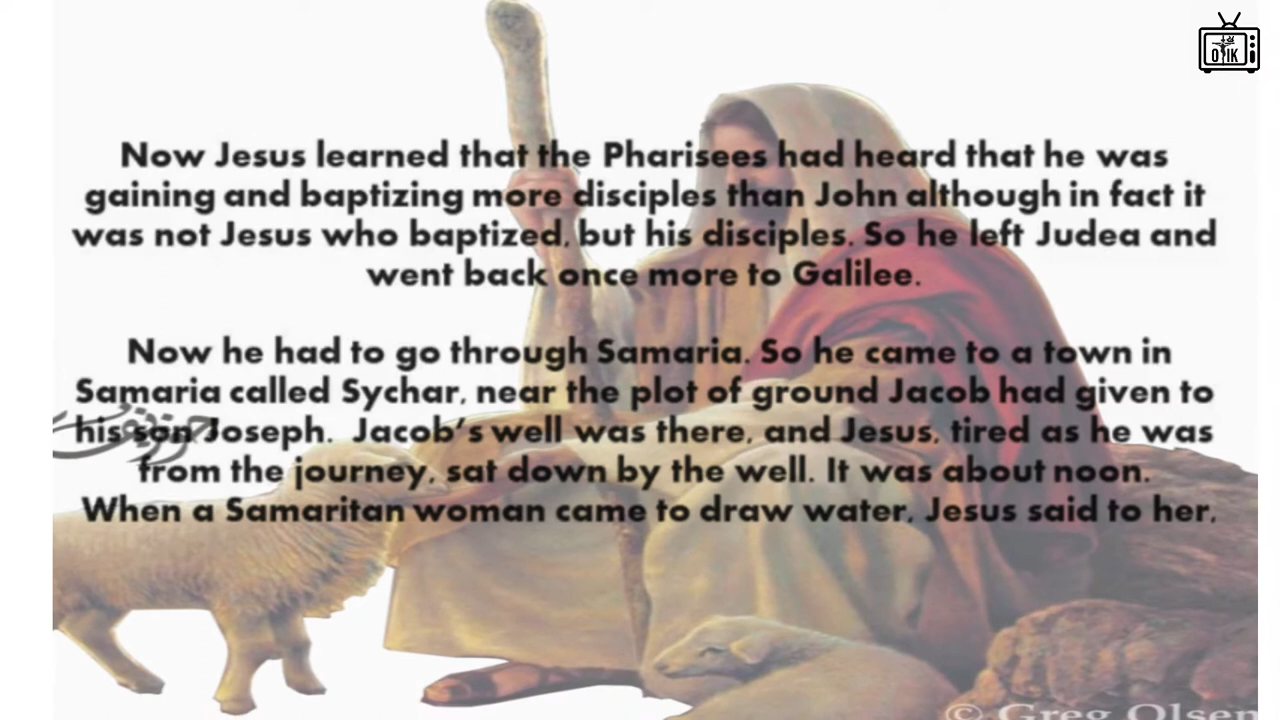 Now Jesus learned that the Pharisees had heard that he was
gaining and baptizing more disciples than John although in fact it
was not Jesus who baptized, but his disciples. So he left Judea and
went back once more to Galilee.
Now he had to go through Samaria. So he came to a town in
Samaria called Sychar, near the plot of ground Jacob had given to
his son Joseph. Jacob's well was there, and Jesus, tired as he was
from the journey, sat down by the well. It was about noon.
When a Samaritan woman came to draw water, Jesus said to her,
© Greg Olsen